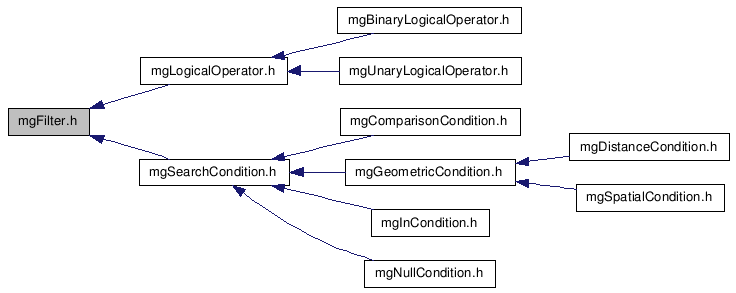 mgBinaryLogicalOperator.h
mgLogicalOperator.h
mgUnaryLogicalOperator.h
mgFilter.h
mgComparisonCondition.h
mgDistanceCondition.h
mgSearchCondition.h
mgGeometricCondition.h
mgSpatialCondition.h
mgInCondition.h
mgNullCondition.h